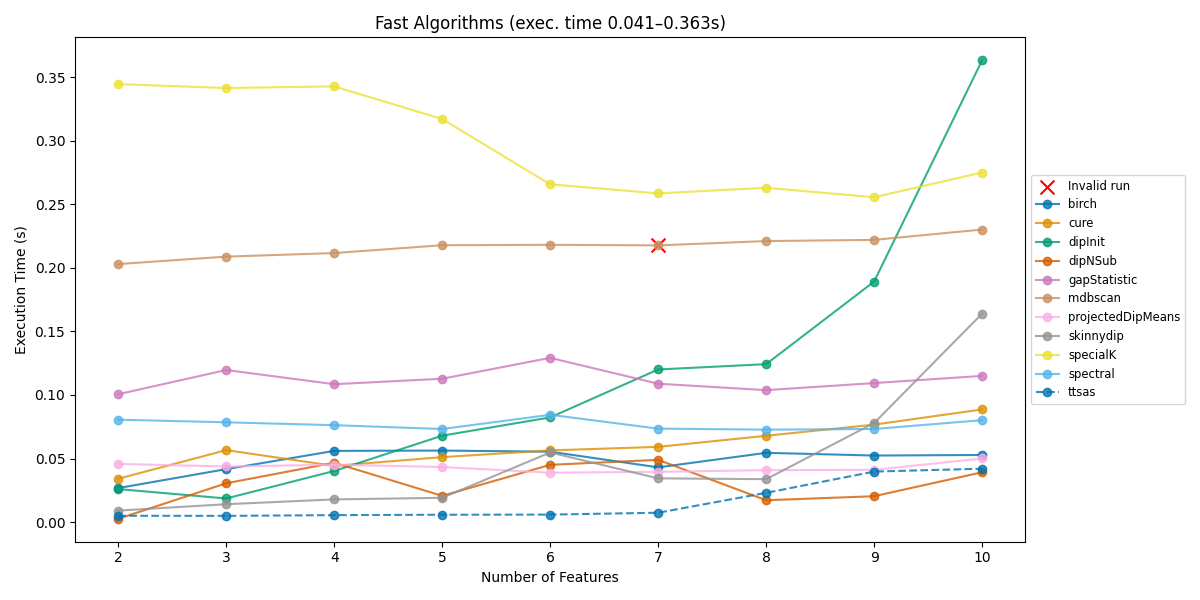 Fast Algorithms (exec. time 0.041–0.363s)
Execution Time (s)
0.35
0.30
0.25
0.20
0.15
0.10
0.05
0.00
2 3 4 5 6 7 8 9 10
Number of Features
Invalid run
birch
cure
dipInit
dipNSub
gapStatistic
mdbscan
projectedDipMeans
skinnydip
specialK
spectral
ttsas